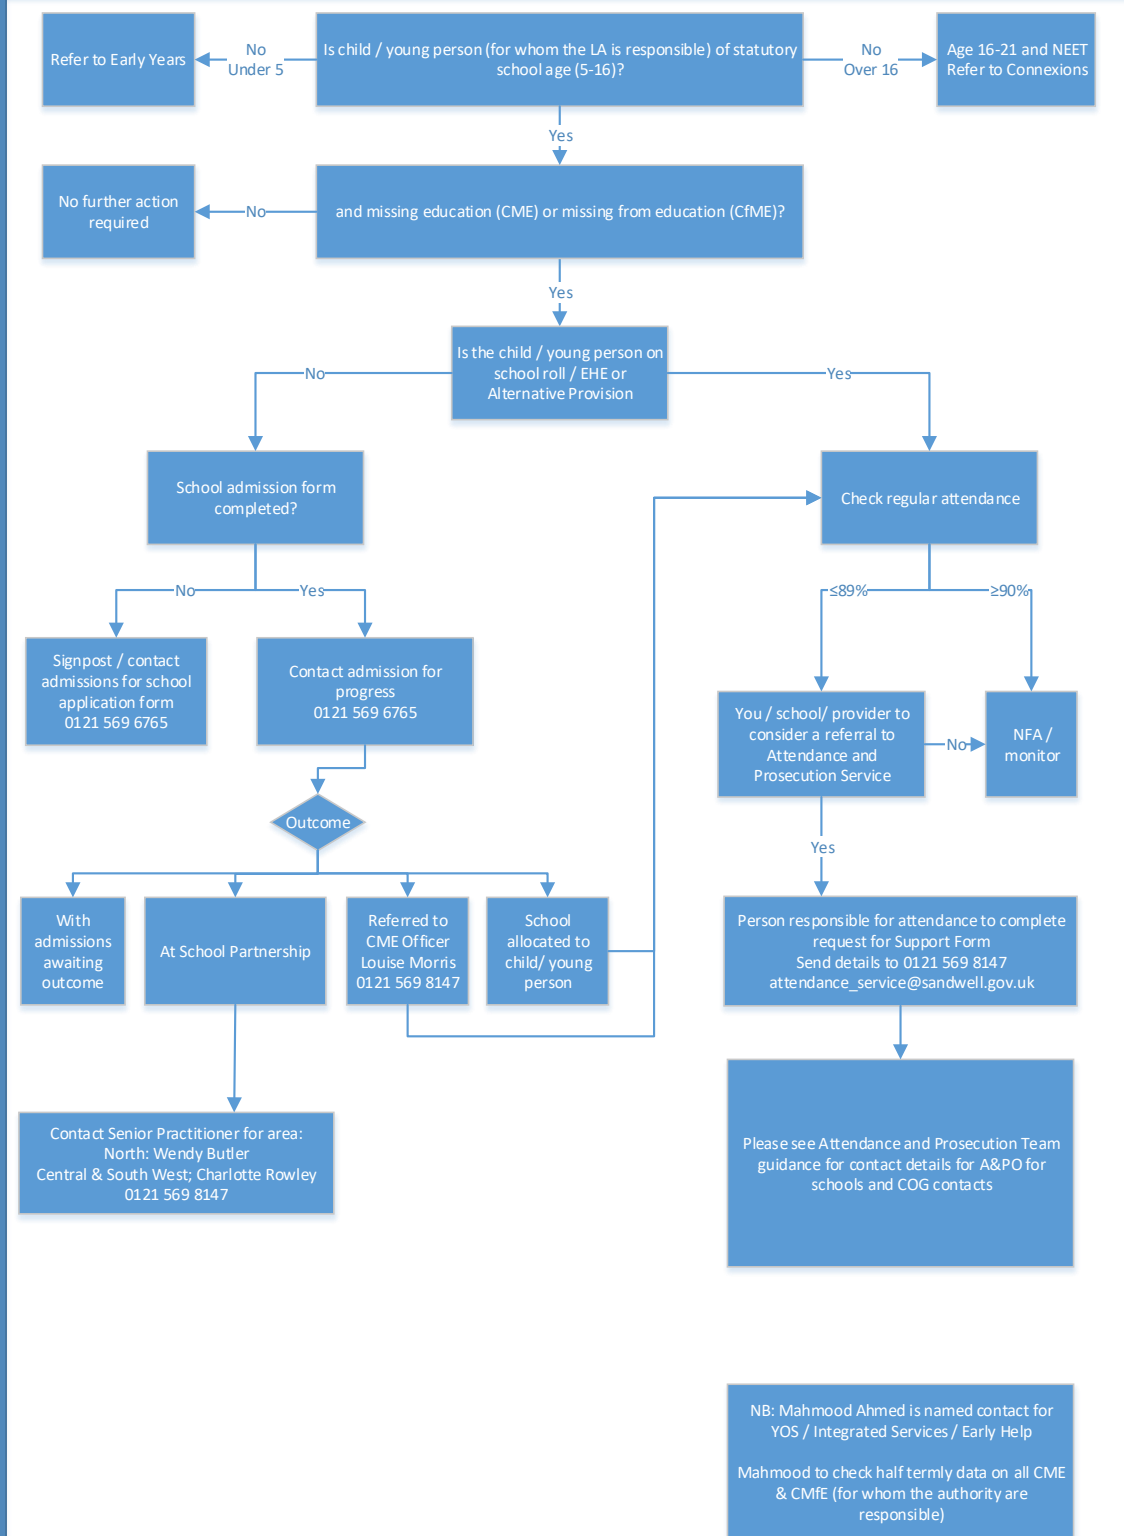 Refer to Early Years
No
Under 5
Is child / young person (for whom the LA is responsible) of statutory
school age (5-16)?
No
Over 16
Age 16-21 and NEET
Refer to Connexions
Yes
No further action
required
No
and missing education (CME) or missing from education (CfME)?
Yes
Is the child / young person on
school roll / EHE or
Alternative Provision
No
Yes
School admission form
completed?
Check regular attendance
No
Yes
≤89%
≥90%
Signpost / contact
admissions for school
application form
0121 569 6765
Contact admission for
progress
0121 569 6765
You / school/ provider to
consider a referral to
Attendance and
Prosecution Service
No
NFA /
monitor
Outcome
Yes
With
admissions
awaiting
outcome
At School Partnership
Referred to
CME Officer
Louise Morris
0121 569 8147
School
allocated to
child/ young
person
Person responsible for attendance to complete
request for Support Form
Send details to 0121 569 8147
attendance_service@sandwell.gov.uk
Contact Senior Practitioner for area:
North: Wendy Butler
Central & South West; Charlotte Rowley
0121 569 8147
Please see Attendance and Prosecution Team
guidance for contact details for A&PO for
schools and COG contacts
NB: Mahmood Ahmed is named contact for
YOS / Integrated Services / Early Help
Mahmood to check half termly data on all CME
& CMfE (for whom the authority are
responsible)